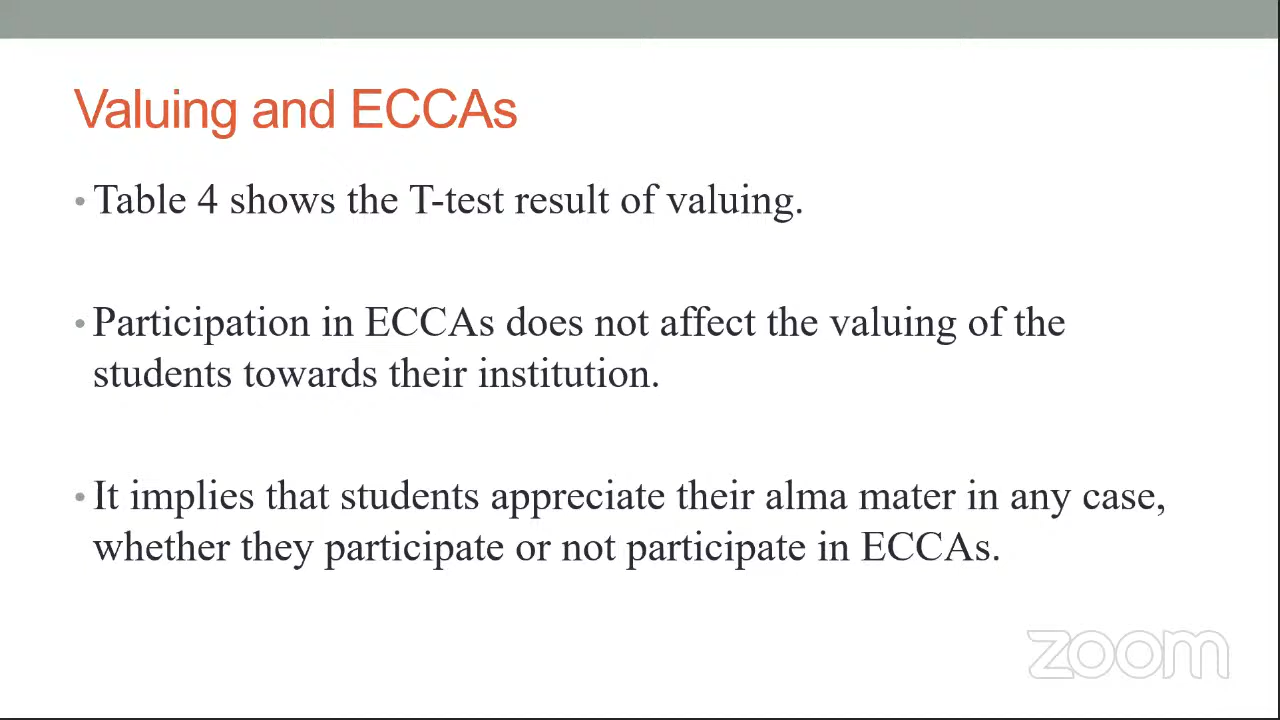 Valuing and ECCAs
• Table 4 shows the T-test result of valuing.
• Participation in ECCAs does not affect the valuing of the
students towards their institution.
• It implies that students appreciate their alma mater in any case,
whether they participate or not participate in ECCAs.
zoom